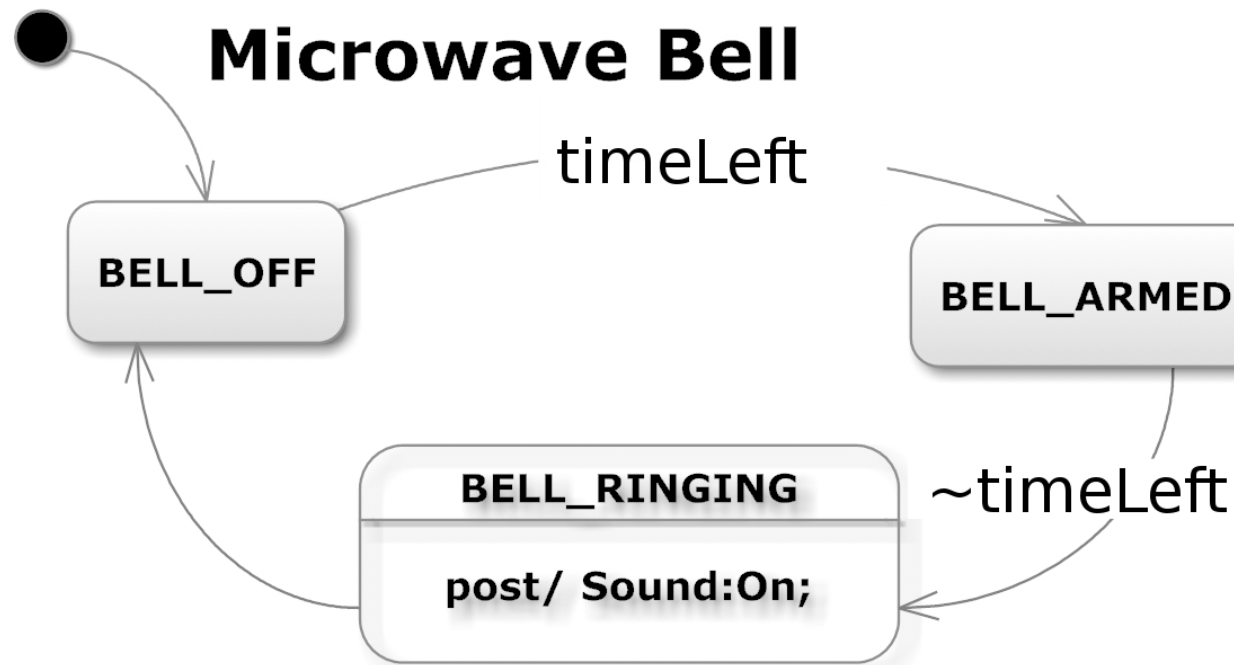 Microwave Bell
timeLeft
BELL_OFF
BELL_ARMED
BELL_RINGING
~timeLeft
post/ Sound:On;